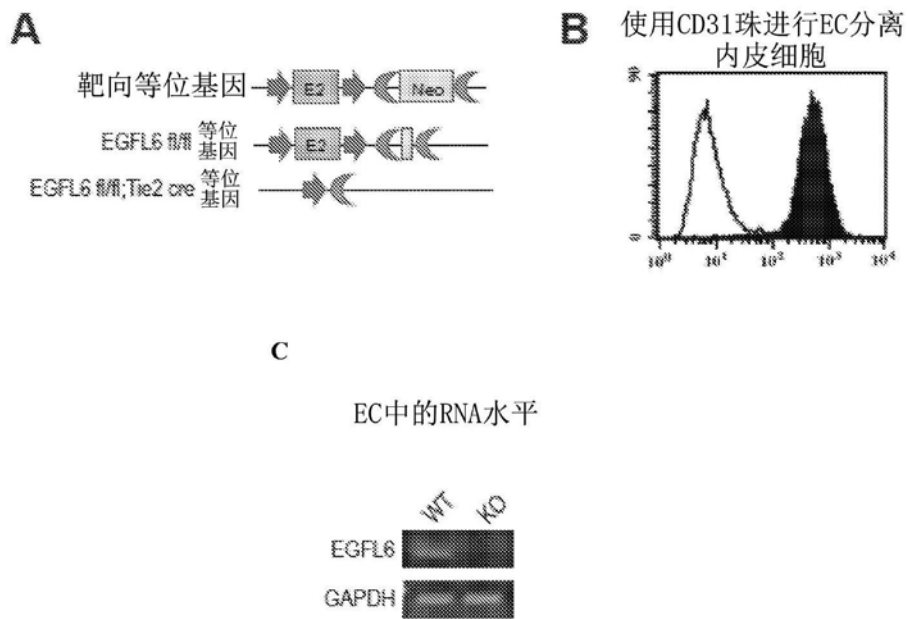 A
靶向等位基因
E2
Neo
EGFL6 fl/fl 等位基因
E2
EGFL6 fl/fl;Tie2 cre 等位基因
B
使用CD31珠进行EC分离
内皮细胞
90
0
10⁰ 10¹ 10² 10³ 10⁴
C
EC中的RNA水平
WT KO
EGFL6
GAPDH